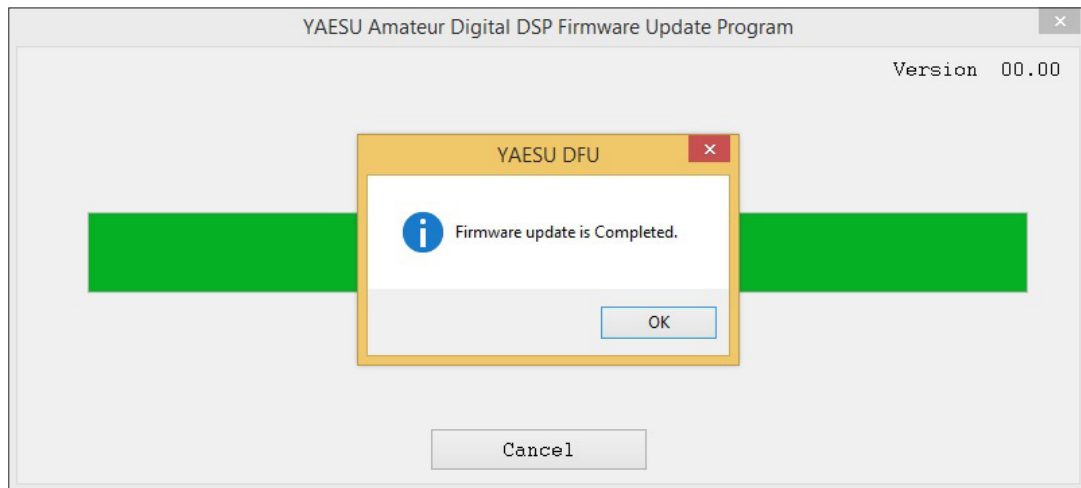 YAESU Amateur Digital DSP Firmware Update Program
Version 00.00
YAESU DFU
Firmware update is Completed.
OK
Cancel